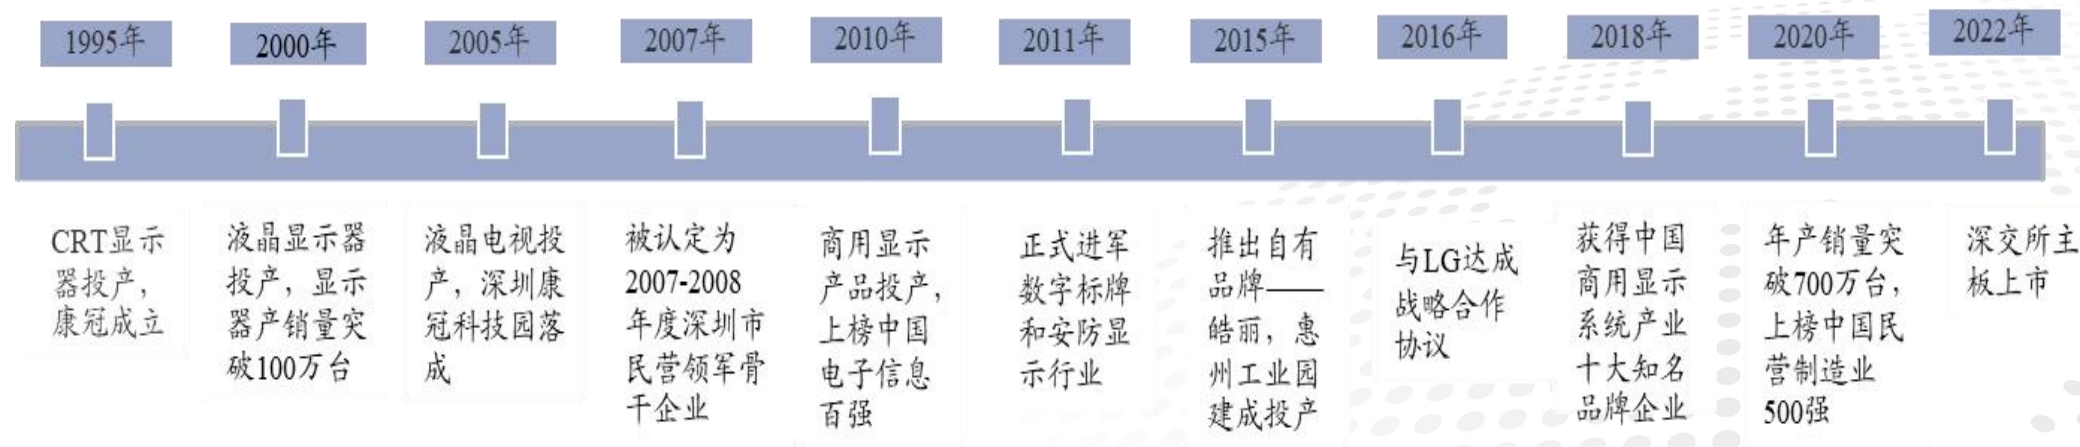 1995年
2000年
2005年
2007年
2010年
2011年
2015年
2016年
2018年
2020年
2022年
CRT显示
器投产，
康冠成立
液晶显示器
投产，显示
器产销量突
破100万台
液晶电视投
产，深圳康
冠科技园落
成
被认定为
2007-2008
年度深圳市
民营领军骨
干企业
商用显示
产品投产，
上榜中国
电子信息
百强
正式进军
数字标牌
和安防显
示行业
推出自有
品牌——
皓丽，惠
州工业园
建成投产
与LG达成
战略合作
协议
获得中国
商用显示
系统产业
十大知名
品牌企业
年产销量突
破700万台，
上榜中国民
营制造业
500强
深交所主
板上市